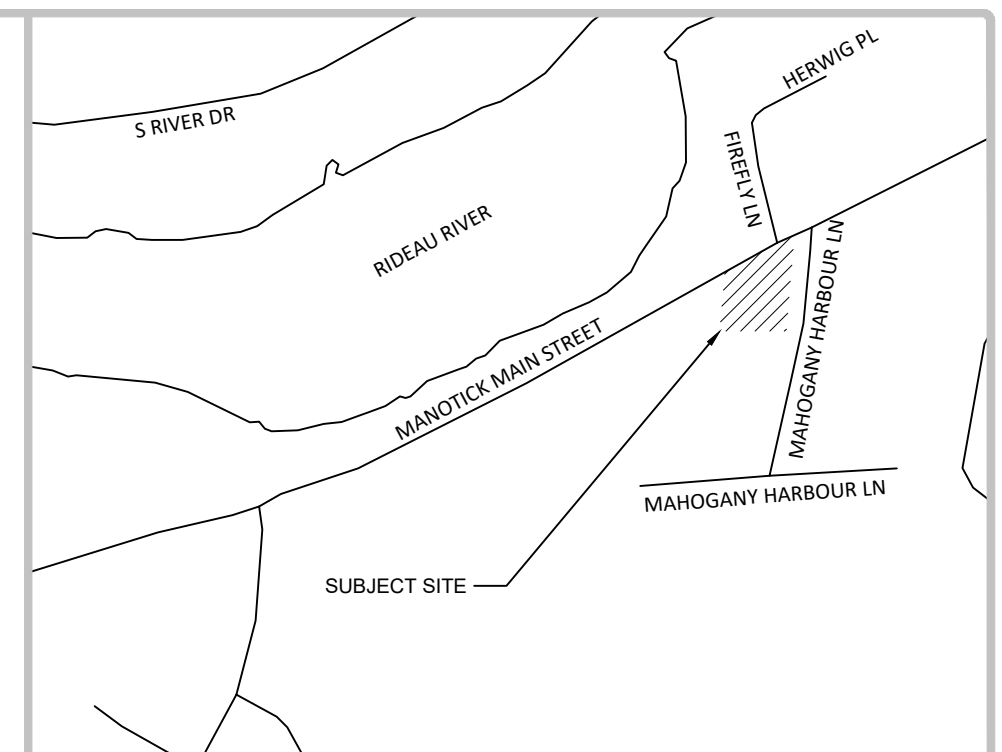 HERWIG PL
S RIVER DR
FIREFLY LN
RIDEAU RIVER
MAHOGANY HARBOUR LN
MANOTICK MAIN STREET
MAHOGANY HARBOUR LN
SUBJECT SITE